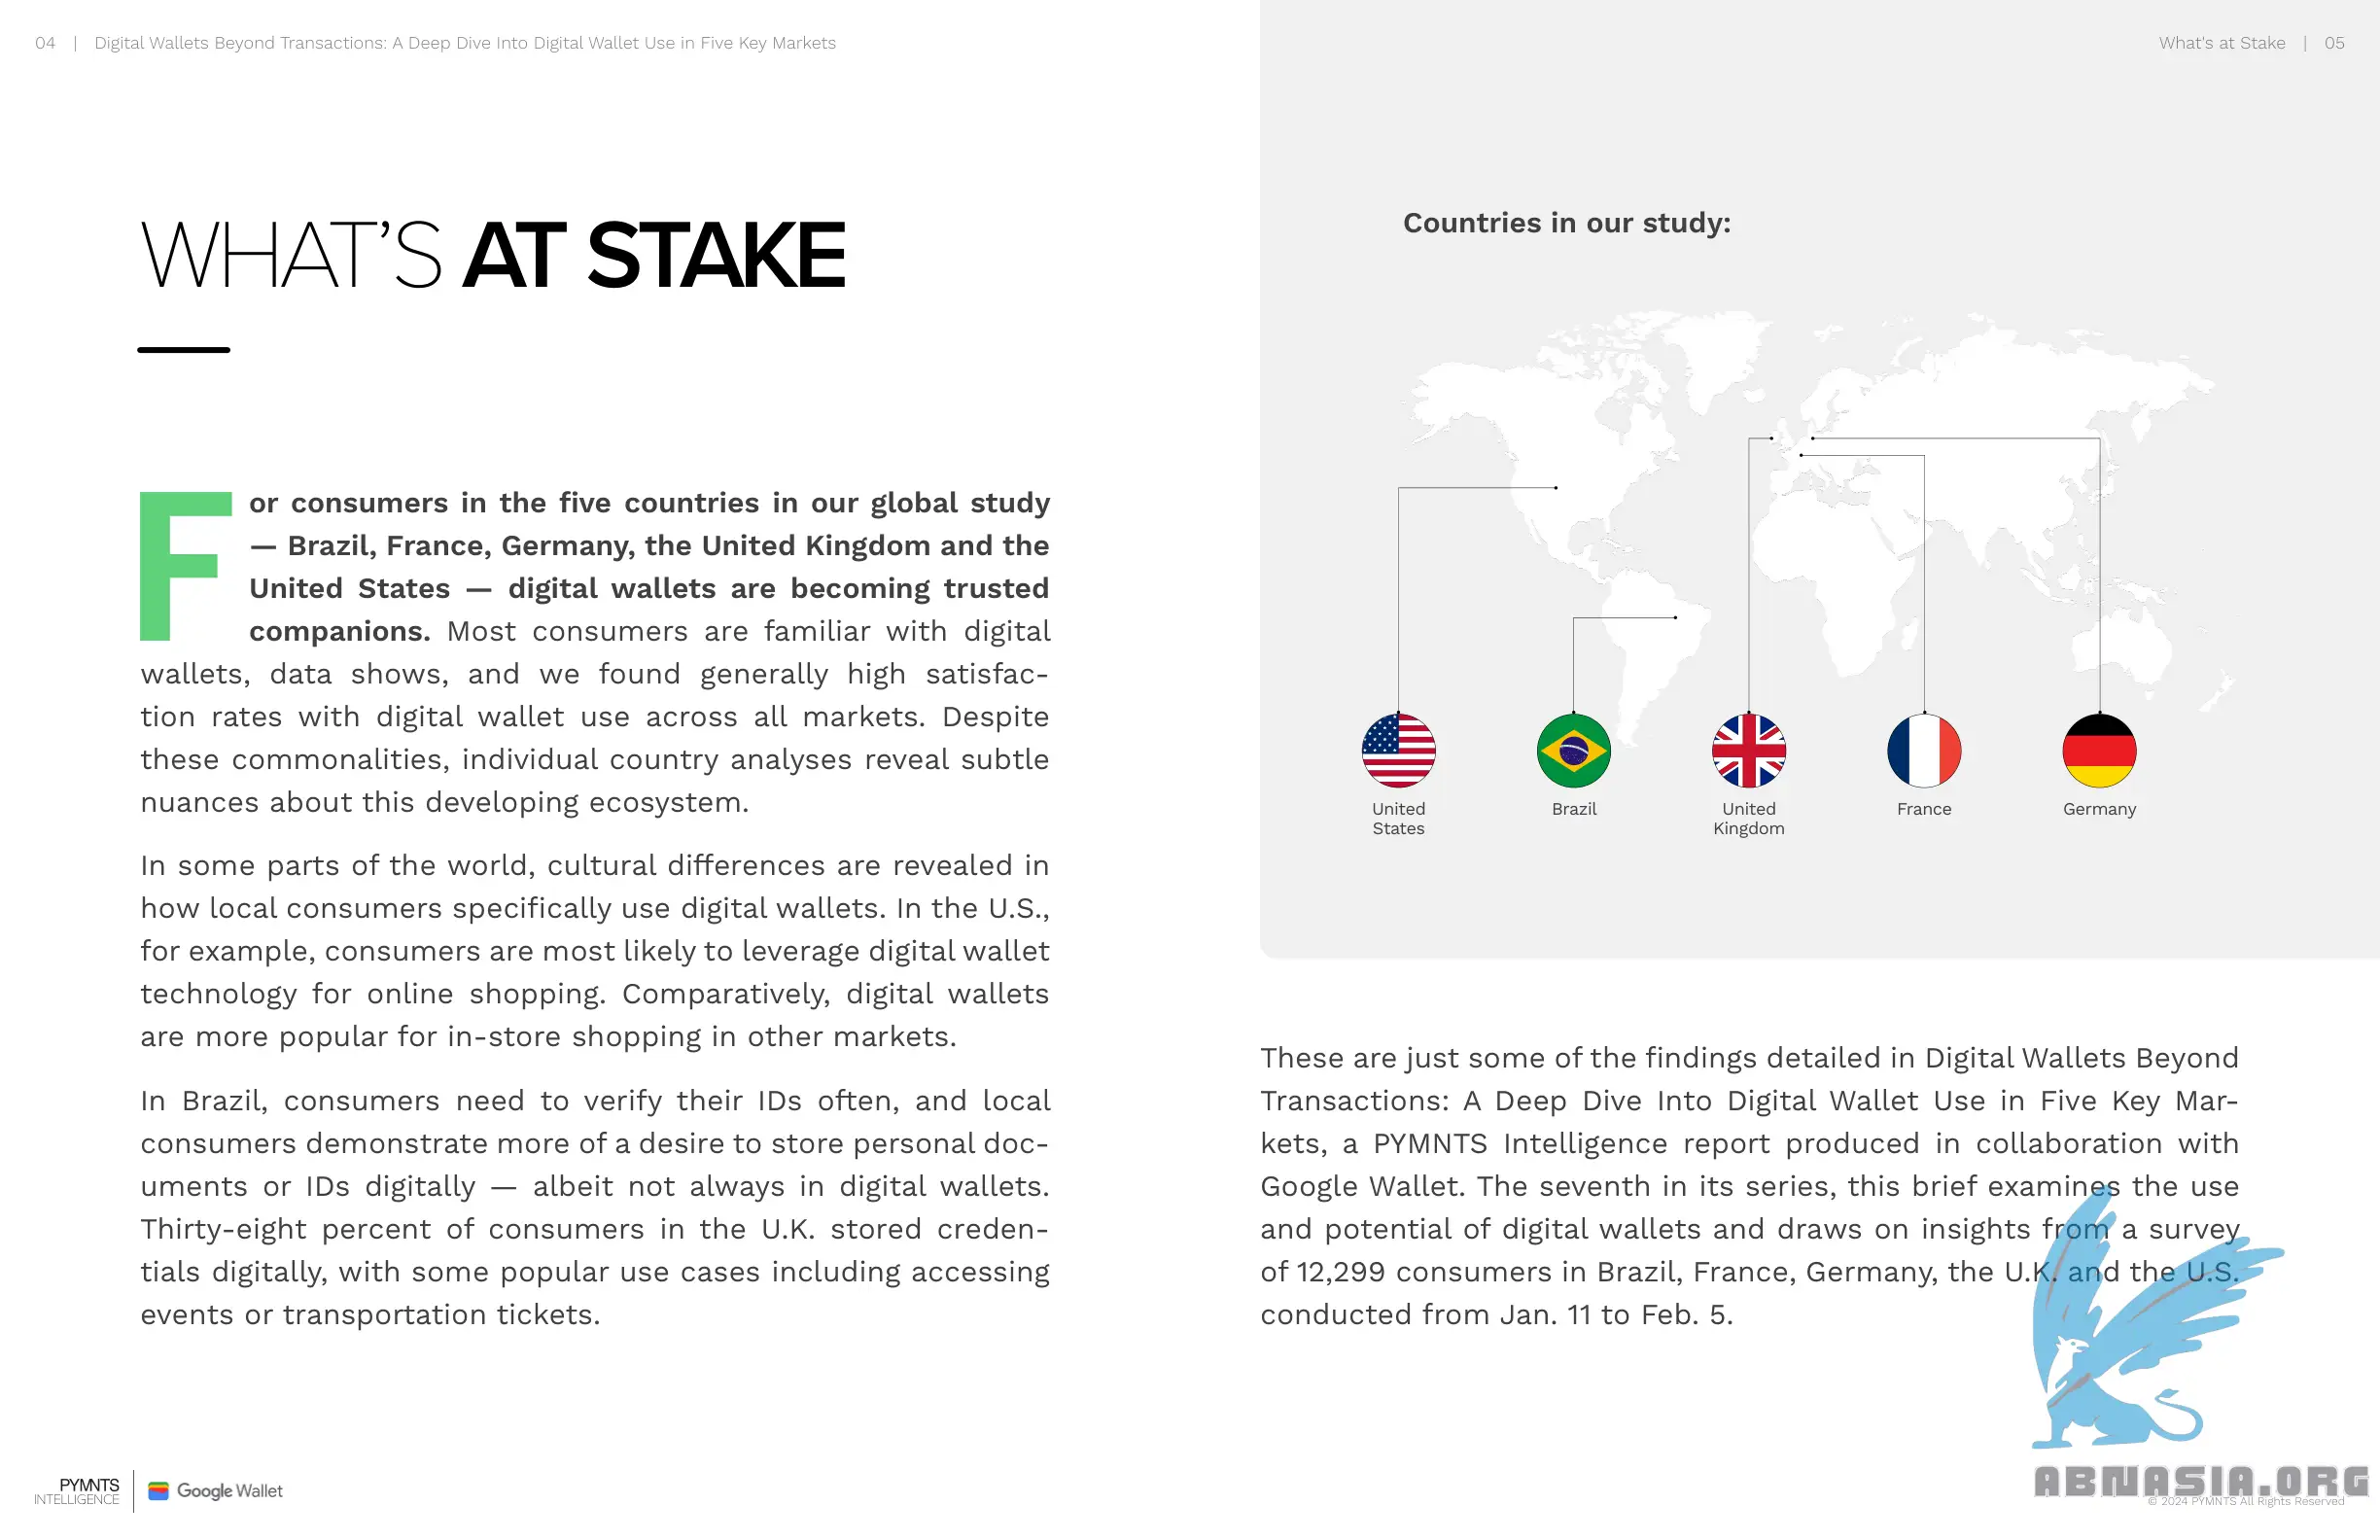 04 | Digital Wallets Beyond Transactions: A Deep Dive Into Digital Wallet Use in Five Key Markets
WHAT'S AT STAKE
For consumers in the five countries in our global study
— Brazil, France, Germany, the United Kingdom and the
United States — digital wallets are becoming trusted
companions. Most consumers are familiar with digital
wallets, data shows, and we found generally high satisfac-
tion rates with digital wallet use across all markets. Despite
these commonalities, individual country analyses reveal subtle
nuances about this developing ecosystem.
In some parts of the world, cultural differences are revealed in
how local consumers specifically use digital wallets. In the U.S.,
for example, consumers are most likely to leverage digital wallet
technology for online shopping. Comparatively, digital wallets
are more popular for in-store shopping in other markets.
In Brazil, consumers need to verify their IDs often, and local
consumers demonstrate more of a desire to store personal doc-
uments or IDs digitally — albeit not always in digital wallets.
Thirty-eight percent of consumers in the U.K. stored creden-
tials digitally, with some popular use cases including accessing
events or transportation tickets.
PYMNTS
INTELLIGENCE
Google Wallet
What's at Stake | 05
Countries in our study:
United
States
Brazil
United
Kingdom
France
Germany
These are just some of the findings detailed in Digital Wallets Beyond
Transactions: A Deep Dive Into Digital Wallet Use in Five Key Mar-
kets, a PYMNTS Intelligence report produced in collaboration with
Google Wallet. The seventh in its series, this brief examines the use
and potential of digital wallets and draws on insights from a survey
of 12,299 consumers in Brazil, France, Germany, the U.K. and the U.S.
conducted from Jan. 11 to Feb. 5.
ABNASIA.ORG
© 2024 PYMNTS All Rights Reserved